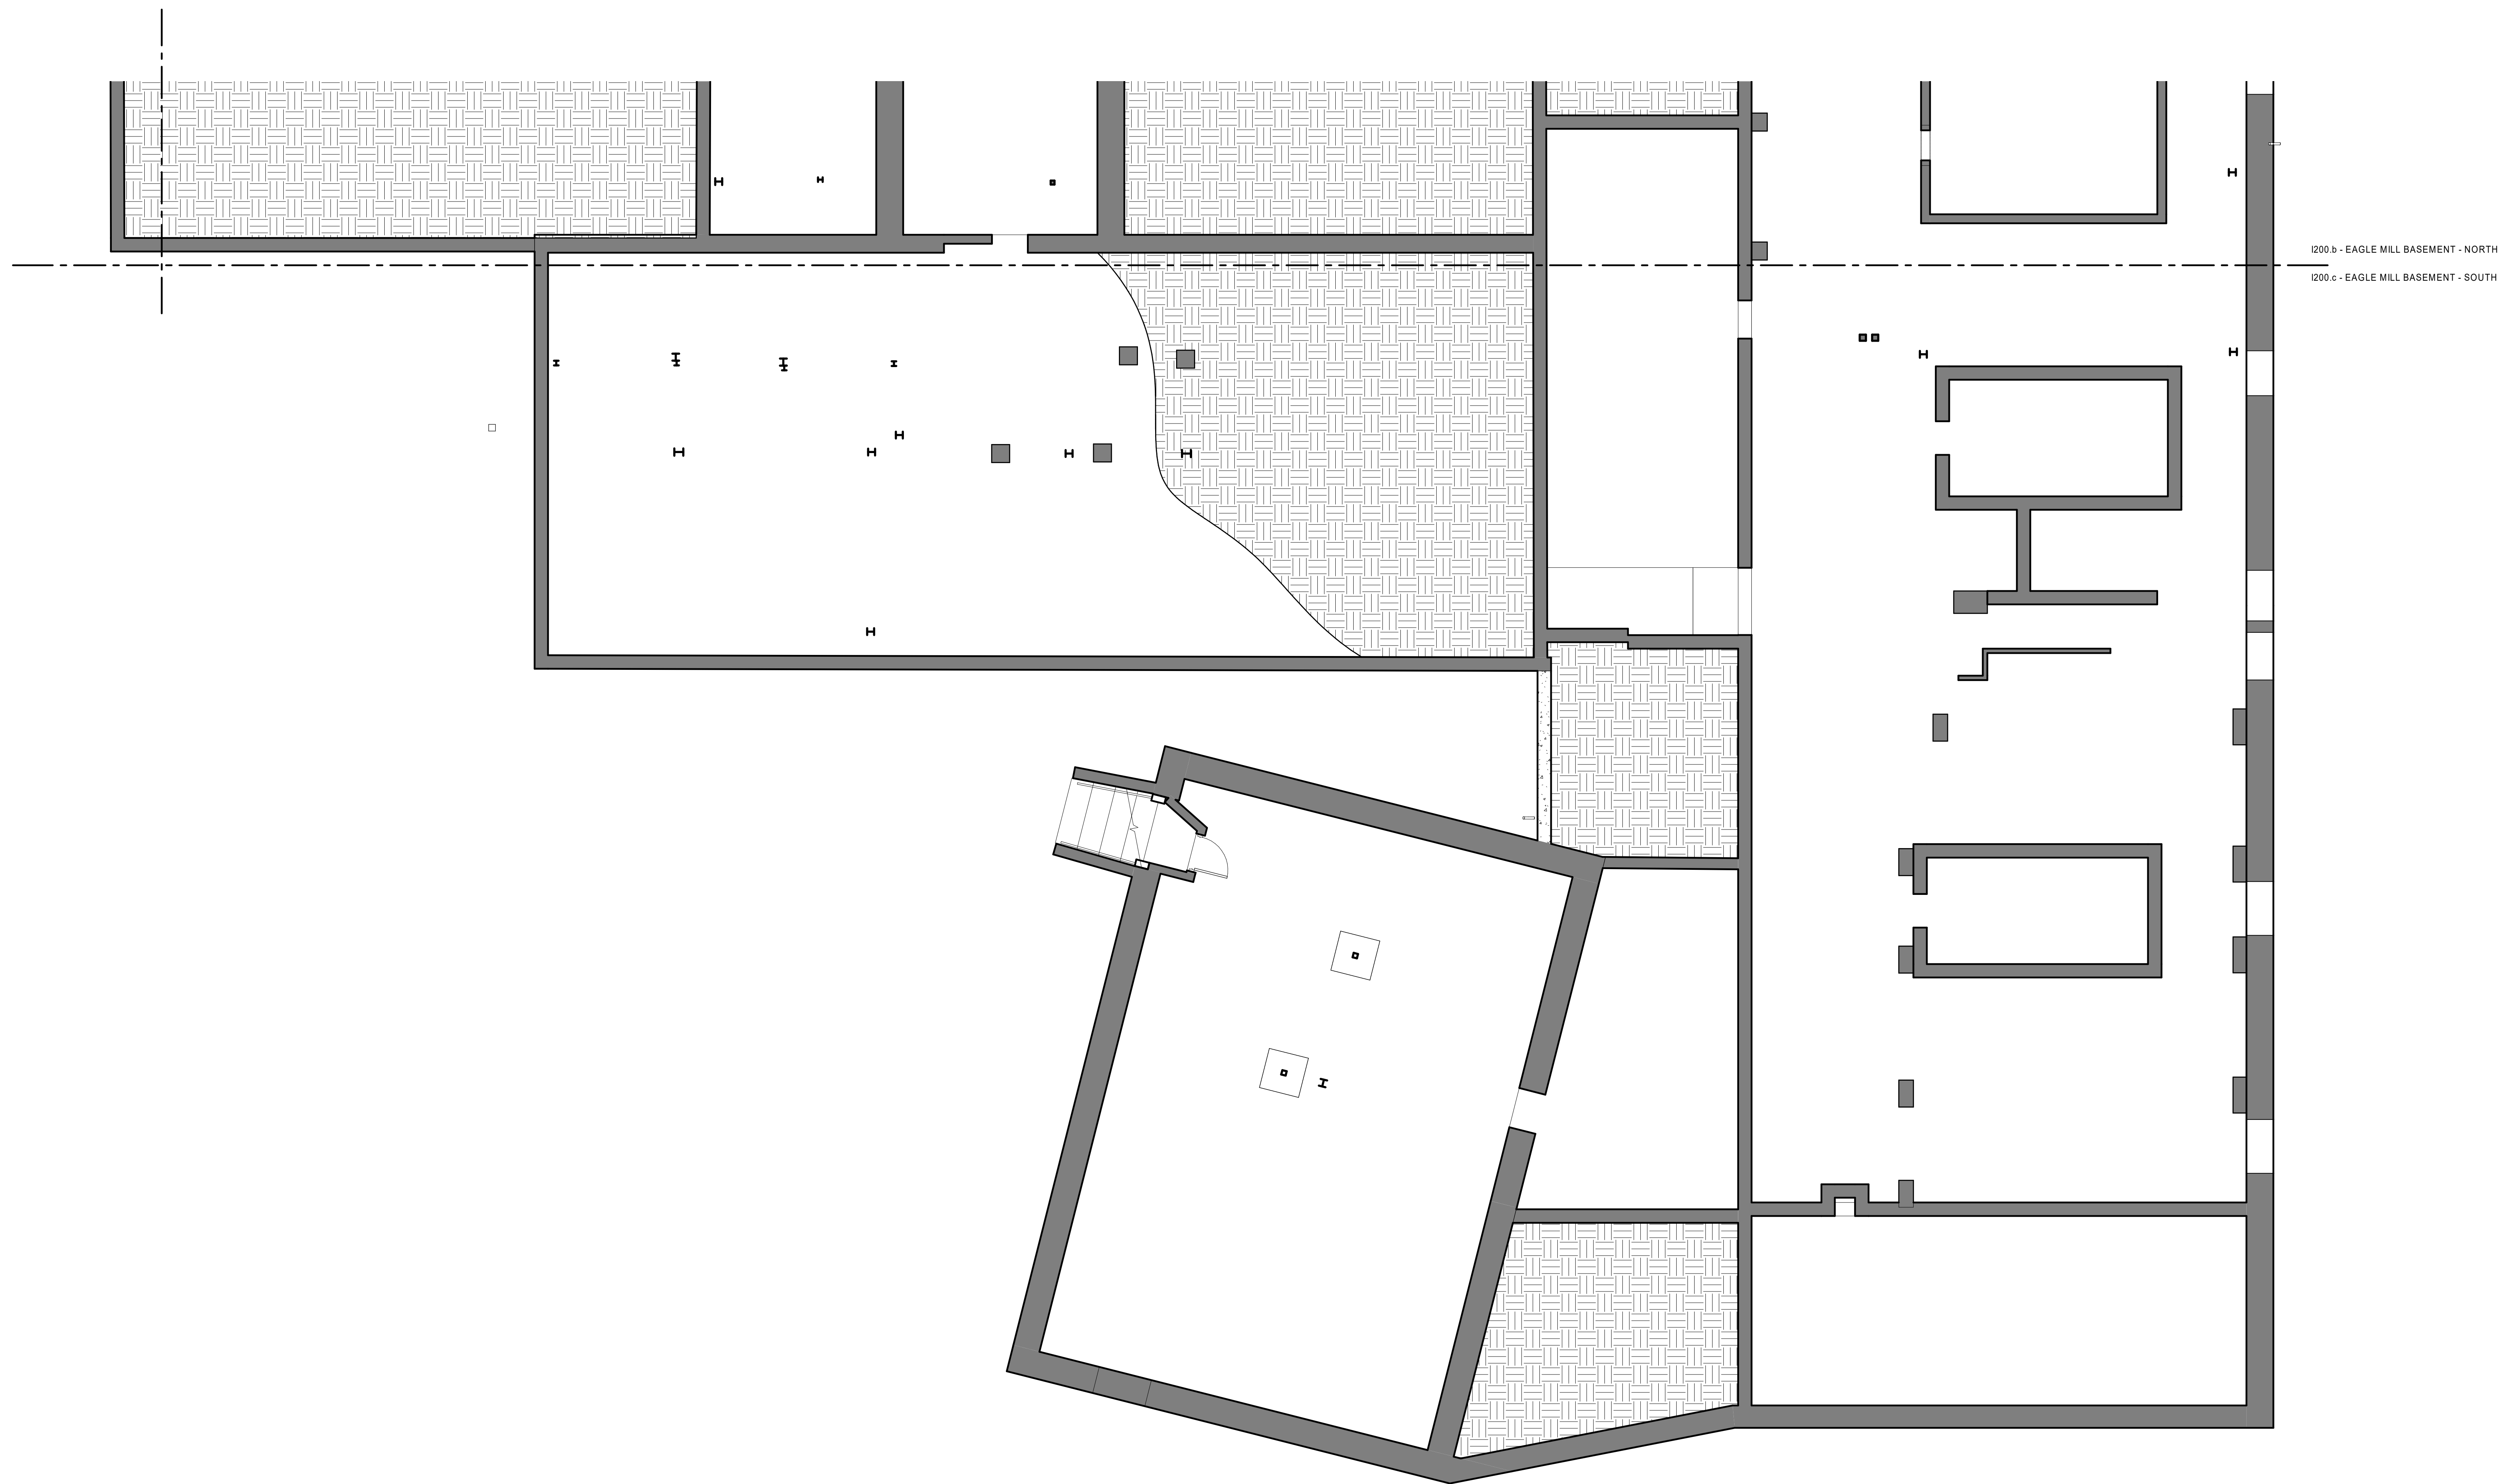 I200.b - EAGLE MILL BASEMENT - NORTH
I200.c - EAGLE MILL BASEMENT - SOUTH